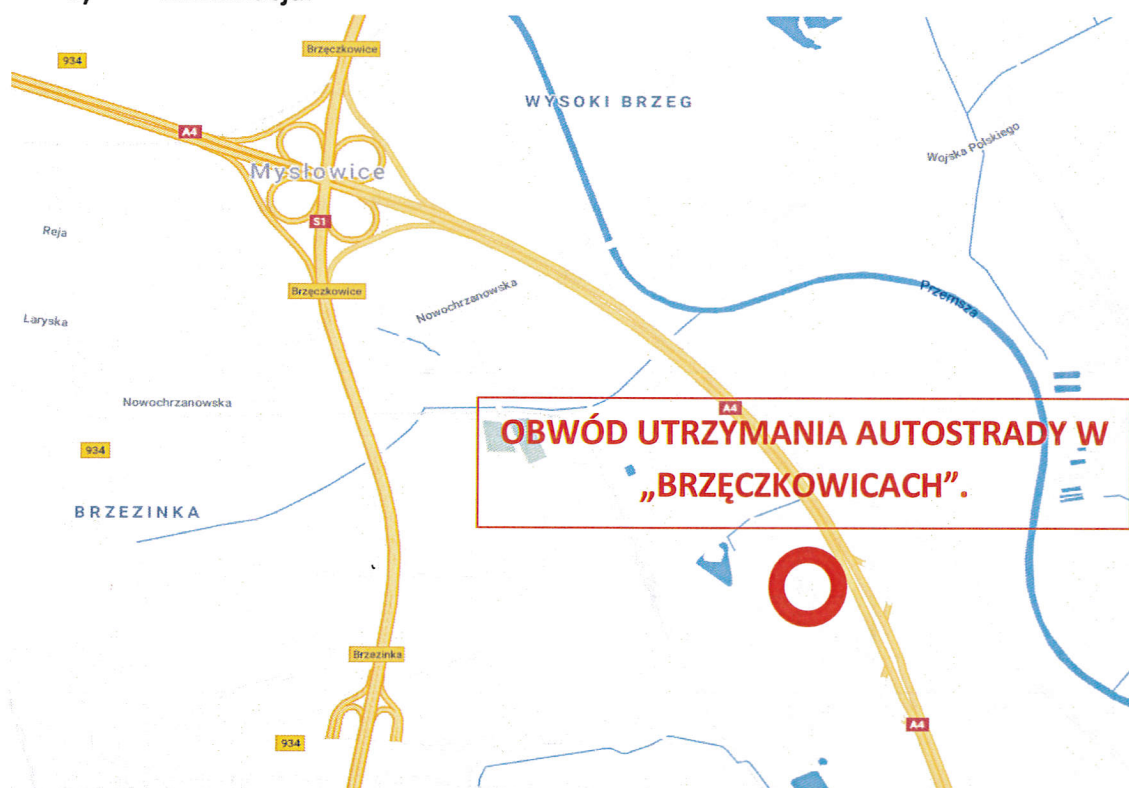 Brzęczkowice
934
WYSOKI BRZEG
A4
Wojska Polskiego
Mysłowice
S1
Reja
Brzęczkowice
Nowochrzanowska
Przemsza
Laryska
Nowochrzanowska
A4
934
OBWÓD UTRZYMANIA AUTOSTRADY W
„BRZĘCZKOWICACH”.
BRZEZINKA
Brzezinka
A4
934